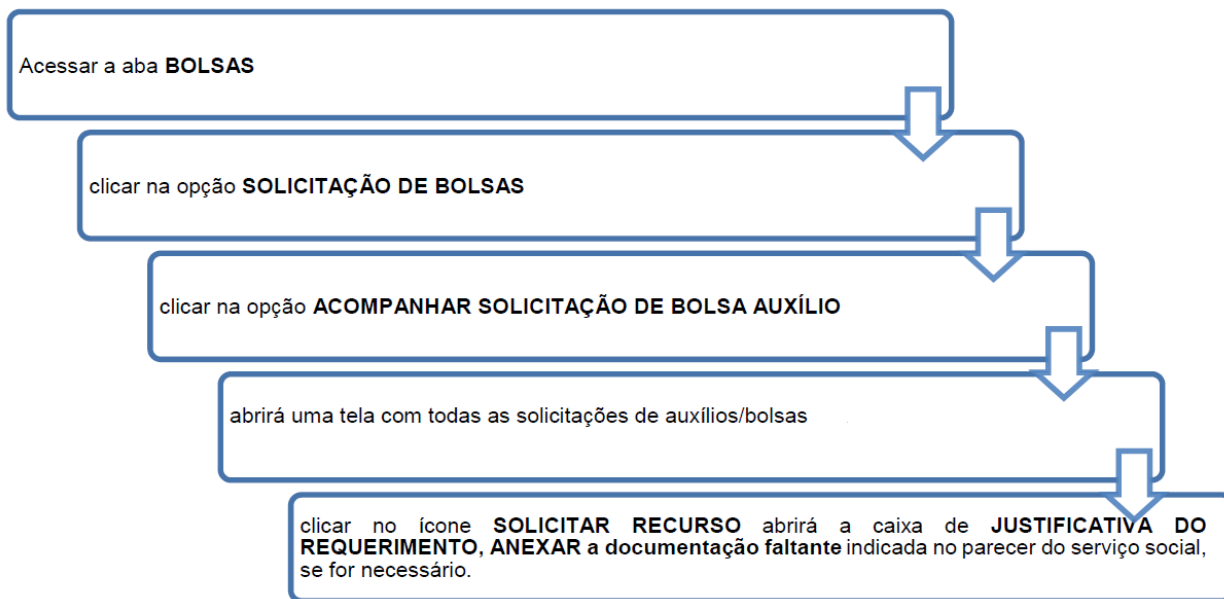 Acessar a aba BOLSAS
clicar na opção SOLICITAÇÃO DE BOLSAS
clicar na opção ACOMPANHAR SOLICITAÇÃO DE BOLSA AUXÍLIO
abrirá uma tela com todas as solicitações de auxílios/bolsas
clicar no ícone SOLICITAR RECURSO abrirá a caixa de JUSTIFICATIVA DO
REQUERIMENTO, ANEXAR a documentação faltante indicada no parecer do serviço social,
se for necessário.